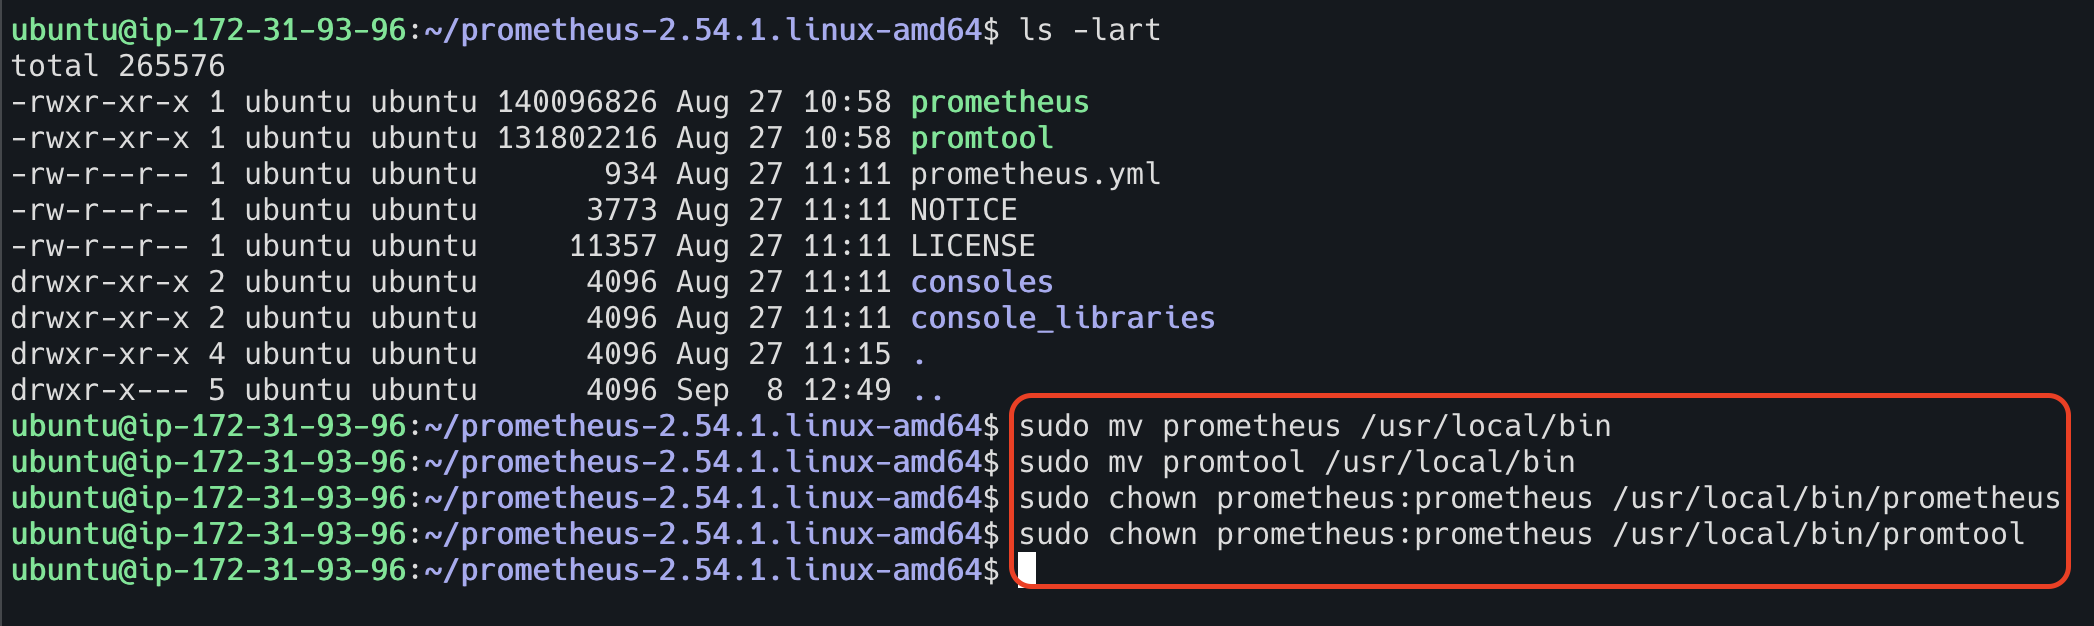 ubuntu@ip-172-31-93-96:~/prometheus-2.54.1.linux-amd64$ ls -lart
total 265576
-rwxr-xr-x 1 ubuntu ubuntu 140096826 Aug 27 10:58 prometheus
-rwxr-xr-x 1 ubuntu ubuntu 131802216 Aug 27 10:58 promtool
-rw-r--r-- 1 ubuntu ubuntu       934 Aug 27 11:11 prometheus.yml
-rw-r--r-- 1 ubuntu ubuntu      3773 Aug 27 11:11 NOTICE
-rw-r--r-- 1 ubuntu ubuntu     11357 Aug 27 11:11 LICENSE
drwxr-xr-x 2 ubuntu ubuntu      4096 Aug 27 11:11 consoles
drwxr-xr-x 2 ubuntu ubuntu      4096 Aug 27 11:11 console_libraries
drwxr-xr-x 4 ubuntu ubuntu      4096 Aug 27 11:15 .
drwxr-x--- 5 ubuntu ubuntu      4096 Sep  8 12:49 ..
ubuntu@ip-172-31-93-96:~/prometheus-2.54.1.linux-amd64$ sudo mv prometheus /usr/local/bin
ubuntu@ip-172-31-93-96:~/prometheus-2.54.1.linux-amd64$ sudo mv promtool /usr/local/bin
ubuntu@ip-172-31-93-96:~/prometheus-2.54.1.linux-amd64$ sudo chown prometheus:prometheus /usr/local/bin/prometheus
ubuntu@ip-172-31-93-96:~/prometheus-2.54.1.linux-amd64$ sudo chown prometheus:prometheus /usr/local/bin/promtool
ubuntu@ip-172-31-93-96:~/prometheus-2.54.1.linux-amd64$